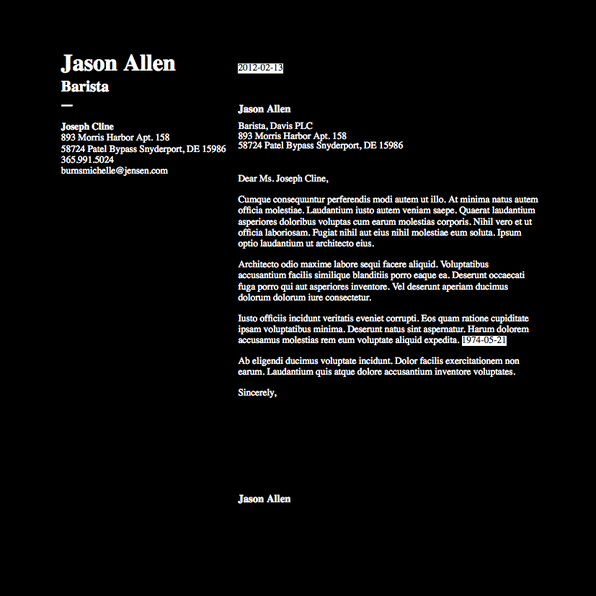 Jason Allen
Barista
—
Joseph Cline
893 Morris Harbor Apt. 158
58724 Patel Bypass Snyderport, DE 15986
365.991.5024
burnsmichelle@jensen.com
2012-02-13
Jason Allen
Barista, Davis PLC
893 Morris Harbor Apt. 158
58724 Patel Bypass Snyderport, DE 15986
Dear Ms. Joseph Cline,
Cumque consequuntur perferendis modi autem ut illo. At minima natus autem
officia molestiae. Laudantium iusto autem veniam saepe. Quaerat laudantium
asperiores doloribus voluptas cum earum molestias corporis. Nihil vero et ut
officia laboriosam. Fugiat nihil aut eius nihil molestiae eum soluta. Ipsum
optio laudantium ut architecto eius.
Architecto odio maxime labore sequi facere aliquid. Voluptatibus
accusantium facilis similique blanditiis porro eaque ea. Deserunt occaecati
fuga porro qui aut asperiores inventore. Vel deserunt aperiam ducimus
dolorum dolorum iure consectetur.
Iusto officiis incidunt veritatis eveniet corrupti. Eos quam ratione cupiditate
ipsam voluptatibus minima. Deserunt natus sint aspernatur. Harum dolorem
accusamus molestias rem eum voluptate aliquid expedita. 1974-05-21
Ab eligendi ducimus voluptate incidunt. Dolor facilis exercitationem non
earum. Laudantium quis atque dolore accusantium inventore voluptates.
Sincerely,
Jason Allen